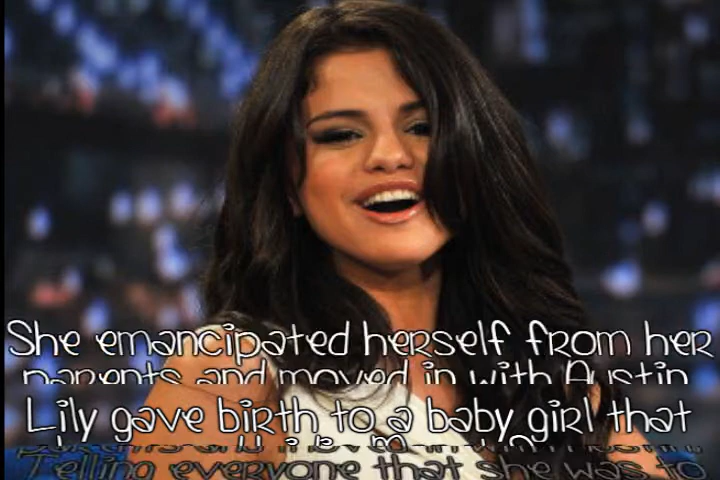 She emancipated herself from her
parents and moved in with Austin
Lily gave birth to a baby girl that
Telling everyone that she was to